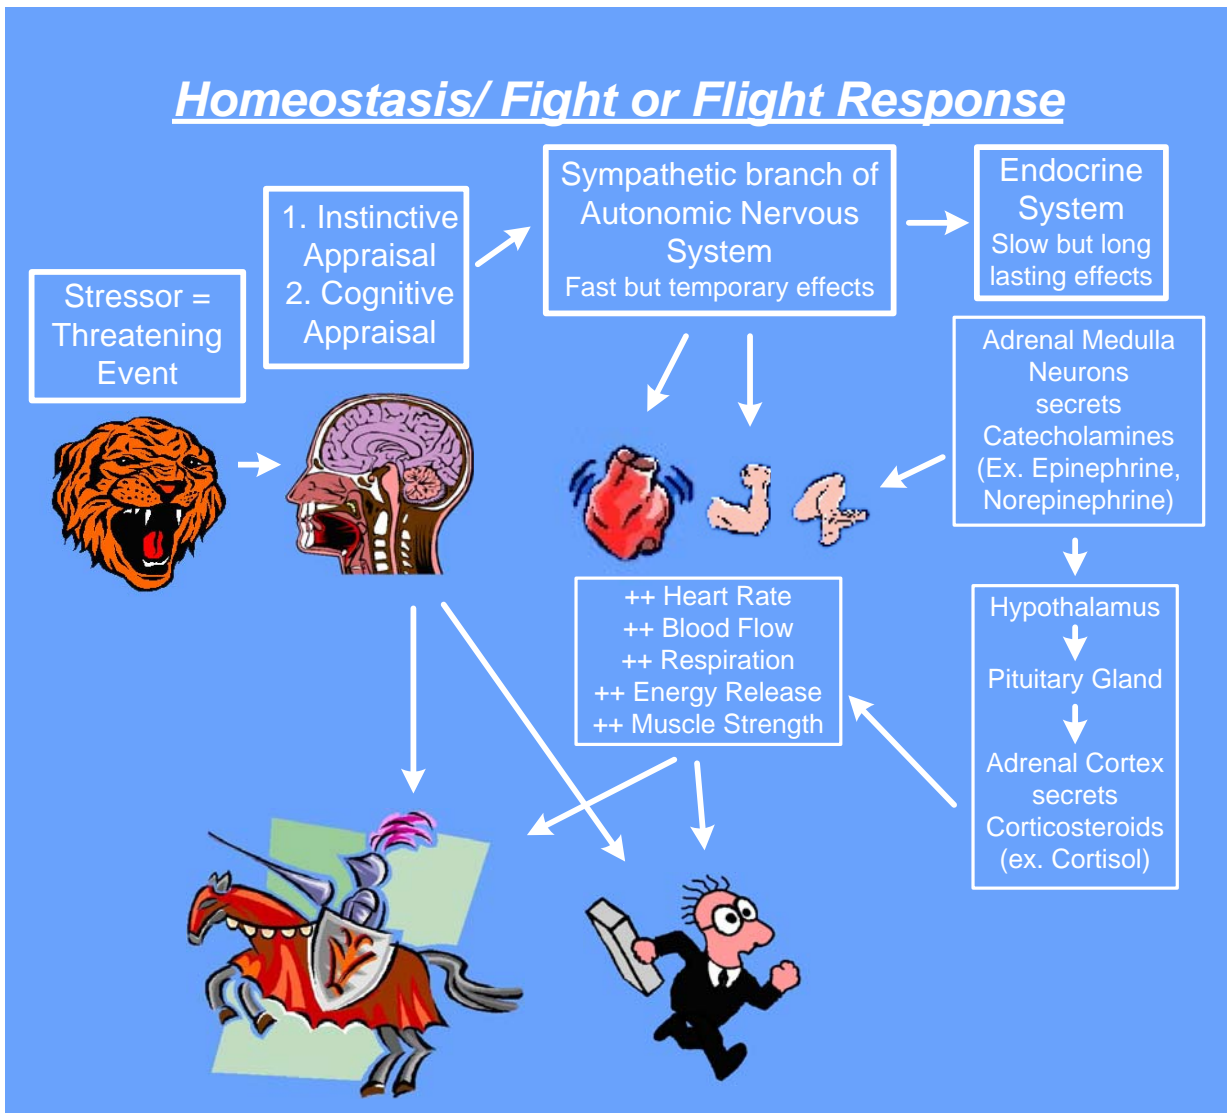 Homeostasis/ Fight or Flight Response
Stressor =
Threatening
Event
1. Instinctive
Appraisal
2. Cognitive
Appraisal
Sympathetic branch of
Autonomic Nervous
System
Fast but temporary effects
Endocrine
System
Slow but long
lasting effects
Adrenal Medulla
Neurons
secrets
Catecholamines
(Ex. Epinephrine,
Norepinephrine)
Hypothalamus
Pituitary Gland
Adrenal Cortex
secrets
Corticosteroids
(ex. Cortisol)
++ Heart Rate
++ Blood Flow
++ Respiration
++ Energy Release
++ Muscle Strength